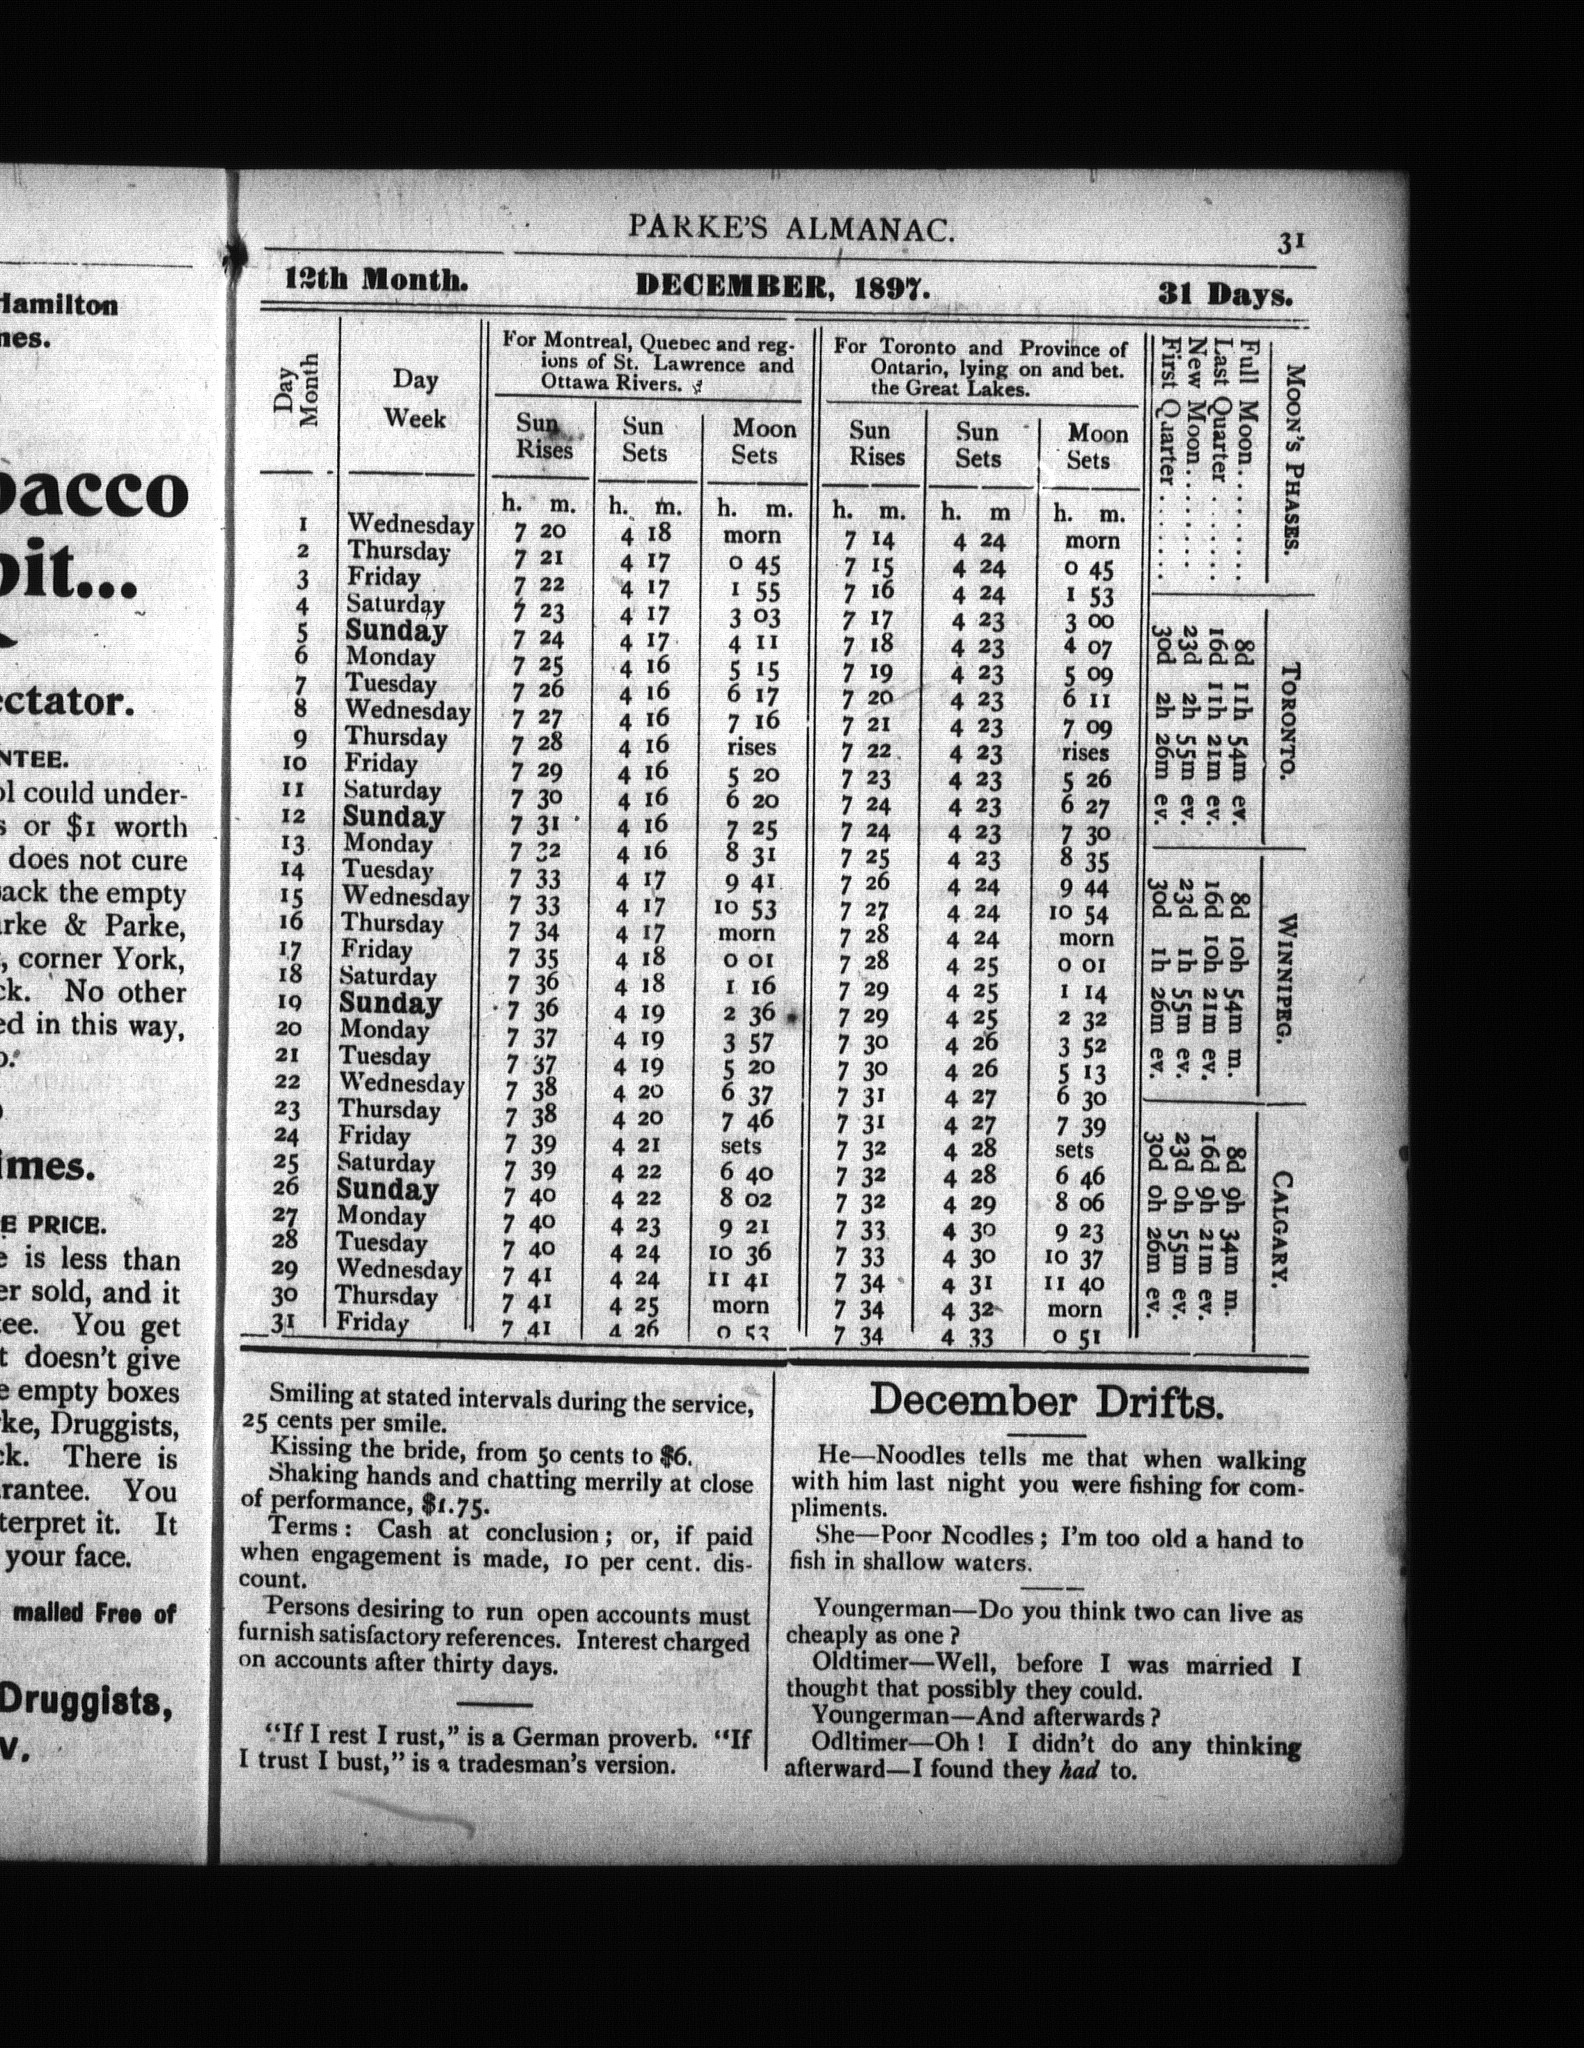 Hamilton
mes.
bacco
bit...
ectator.
NTEE.
ol could under-
s or $1 worth
does not cure
back the empty
arke & Parke,
, corner York,
ck. No other
ed in this way,
imes.
E PRICE.
e is less than
er sold, and it
tee. You get
t doesn't give
e empty boxes
ke, Druggists,
ck. There is
rantee. You
terpret it. It
your face.
mailed Free of
Druggists,
PARKE'S ALMANAC.
31
12th Month. DECEMBER, 1897. 31 Days.
Day Month
Day Week
For Montreal, Quebec and reg-
ions of St. Lawrence and
Ottawa Rivers.
For Toronto and Province of
Ontario, lying on and bet.
the Great Lakes.
Sun Rises Sun Sets Moon Sets Sun Rises Sun Sets Moon Sets
h. m. h. m. h. m. h. m. h. m h. m.
1 Wednesday 7 20 4 18 morn 7 14 4 24 morn
2 Thursday 7 21 4 17 0 45 7 15 4 24 0 45
3 Friday 7 22 4 17 1 55 7 16 4 24 1 53
4 Saturday 7 23 4 17 3 03 7 17 4 23 3 00
5 Sunday 7 24 4 17 4 11 7 18 4 23 4 07
6 Monday 7 25 4 16 5 15 7 19 4 23 5 09
7 Tuesday 7 26 4 16 6 17 7 20 4 23 6 11
8 Wednesday 7 27 4 16 7 16 7 21 4 23 7 09
9 Thursday 7 28 4 16 rises 7 22 4 23 rises
10 Friday 7 29 4 16 5 20 7 23 4 23 5 26
11 Saturday 7 30 4 16 6 20 7 24 4 23 6 27
12 Sunday 7 31 4 16 7 25 7 24 4 23 7 30
13 Monday 7 32 4 16 8 31 7 25 4 23 8 35
14 Tuesday 7 33 4 17 9 41 7 26 4 24 9 44
15 Wednesday 7 33 4 17 10 53 7 27 4 24 10 54
16 Thursday 7 34 4 17 morn 7 28 4 24 morn
17 Friday 7 35 4 18 0 01 7 28 4 25 0 01
18 Saturday 7 36 4 18 1 16 7 29 4 25 1 14
19 Sunday 7 36 4 19 2 36 7 29 4 25 2 32
20 Monday 7 37 4 19 3 57 7 30 4 26 3 52
21 Tuesday 7 37 4 19 5 20 7 30 4 26 5 13
22 Wednesday 7 38 4 20 6 37 7 31 4 27 6 30
23 Thursday 7 38 4 20 7 46 7 31 4 27 7 39
24 Friday 7 39 4 21 sets 7 32 4 28 sets
25 Saturday 7 39 4 22 6 40 7 32 4 28 6 46
26 Sunday 7 40 4 22 8 02 7 32 4 29 8 06
27 Monday 7 40 4 23 9 21 7 33 4 30 9 23
28 Tuesday 7 40 4 24 10 36 7 33 4 30 10 37
29 Wednesday 7 41 4 24 11 41 7 34 4 31 11 40
30 Thursday 7 41 4 25 morn 7 34 4 32 morn
31 Friday 7 41 4 26 0 53 7 34 4 33 0 51
MOON'S PHASES. TORONTO. WINNIPEG. CALGARY.
Full Moon........ 8d 11h 54m ev. 8d 10h 54m m. 8d 9h 34m m.
Last Quarter ...... 16d 11h 21m ev. 16d 10h 21m ev. 16d 9h 21m ev.
New Moon....... 23d 2h 55m ev. 23d 1h 55m ev. 23d 0h 55m ev.
First Quarter ...... 30d 2h 26m ev. 30d 1h 26m ev. 30d 0h 26m ev.
Smiling at stated intervals during the service,
25 cents per smile.
Kissing the bride, from 50 cents to $6.
Shaking hands and chatting merrily at close
of performance, $1.75.
Terms: Cash at conclusion; or, if paid
when engagement is made, 10 per cent. dis-
count.
Persons desiring to run open accounts must
furnish satisfactory references. Interest charged
on accounts after thirty days.
"If I rest I rust," is a German proverb. "If
I trust I bust," is a tradesman's version.
December Drifts.
He—Noodles tells me that when walking
with him last night you were fishing for com-
pliments.
She—Poor Noodles; I'm too old a hand to
fish in shallow waters.
Youngerman—Do you think two can live as
cheaply as one?
Oldtimer—Well, before I was married I
thought that possibly they could.
Youngerman—And afterwards?
Odltimer—Oh! I didn't do any thinking
afterward—I found they had to.